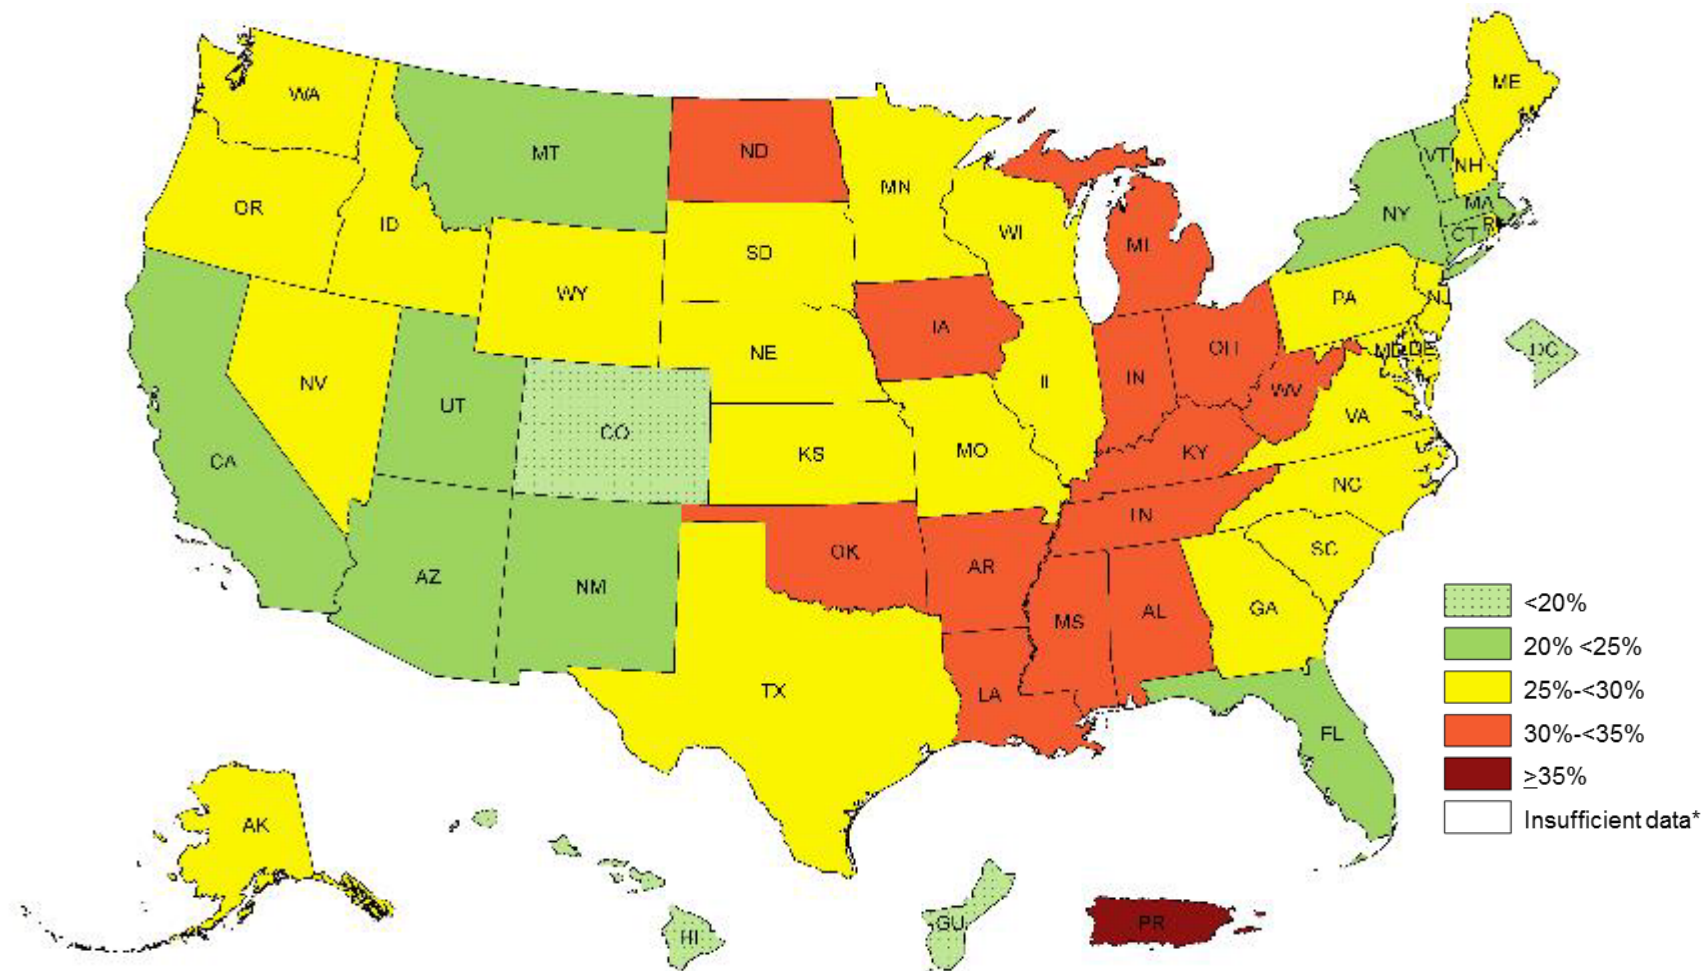 WA
ME
MT
ND
VT
NH
MN
OR
ID
MA
NY
WI
CT
R
MI
SD
WY
PA
NJ
IA
NE
OH
MD
DE
DC
NV
IN
IL
WV
UT
VA
CO
KS
MO
KY
CA
NC
TN
OK
SC
AR
AZ
NM
GA
AL
MS
<20%
20% <25%
TX
LA
25%-<30%
FL
30%-<35%
≥35%
AK
Insufficient data*
GU
PR
HI